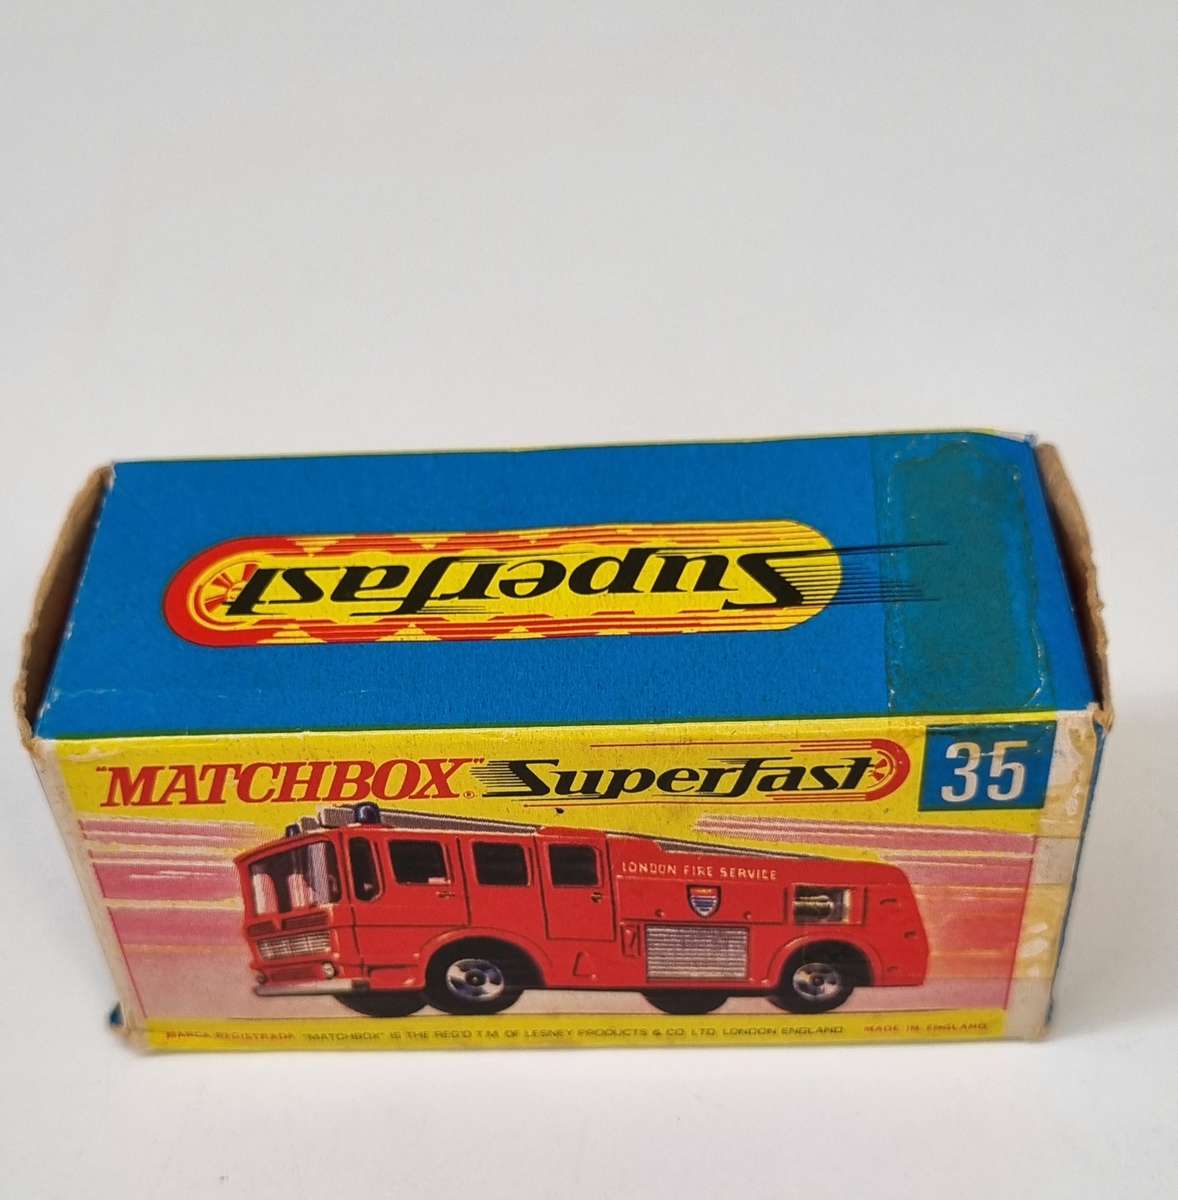 Superfast
"MATCHBOX" Superfast 35
LONDON FIRE SERVICE
MARCA REGISTRADA "MATCHBOX" IS THE REG'D T.M. OF LESNEY PRODUCTS & CO. LTD. LONDON ENGLAND. MADE IN ENGLAND